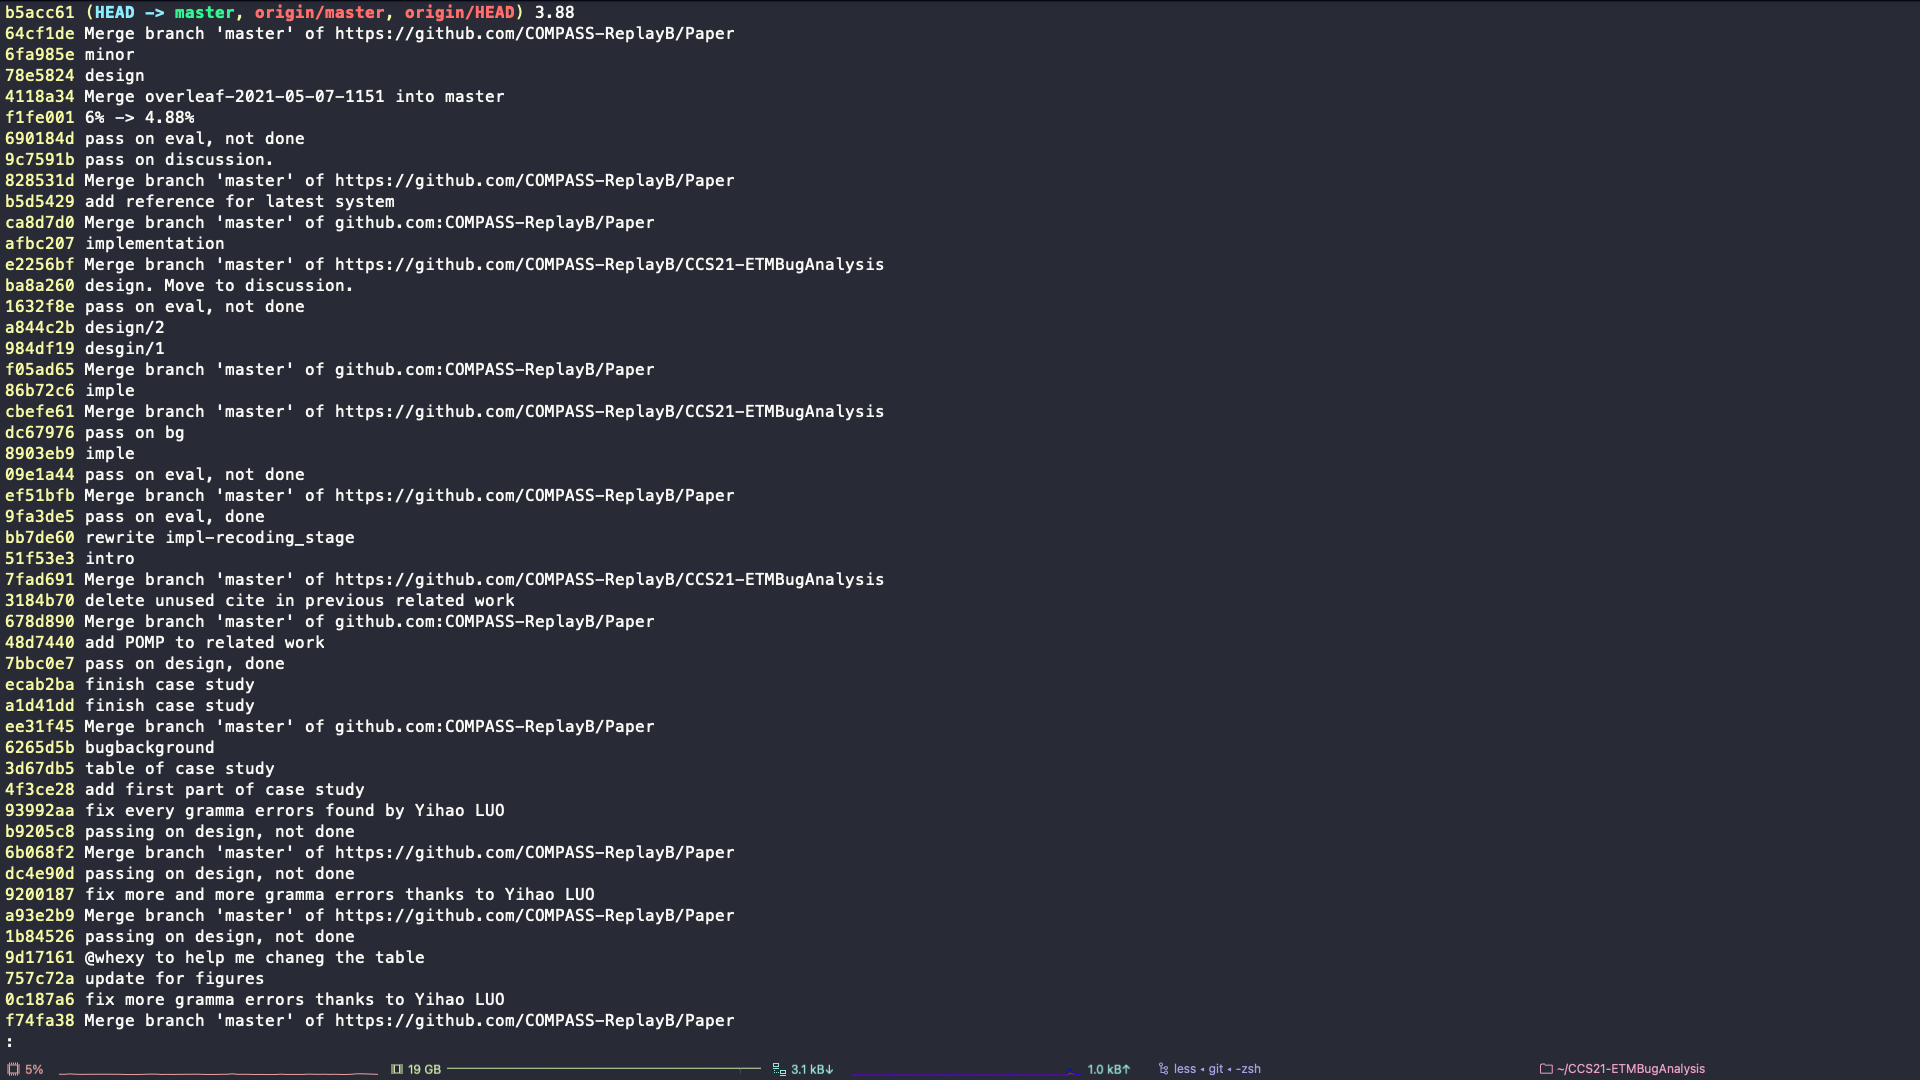 b5acc61 (HEAD -> master, origin/master, origin/HEAD) 3.88
64cf1de Merge branch 'master' of https://github.com/COMPASS-ReplayB/Paper
6fa985e minor
78e5824 design
4118a34 Merge overleaf-2021-05-07-1151 into master
f1fe001 6% -> 4.88%
690184d pass on eval, not done
9c7591b pass on discussion.
828531d Merge branch 'master' of https://github.com/COMPASS-ReplayB/Paper
b5d5429 add reference for latest system
ca8d7d0 Merge branch 'master' of github.com:COMPASS-ReplayB/Paper
afbc207 implementation
e2256bf Merge branch 'master' of https://github.com/COMPASS-ReplayB/CCS21-ETMBugAnalysis
ba8a260 design. Move to discussion.
1632f8e pass on eval, not done
a844c2b design/2
984df19 desgin/1
f05ad65 Merge branch 'master' of github.com:COMPASS-ReplayB/Paper
86b72c6 imple
cbefe61 Merge branch 'master' of https://github.com/COMPASS-ReplayB/CCS21-ETMBugAnalysis
dc67976 pass on bg
8903eb9 imple
09e1a44 pass on eval, not done
ef51bfb Merge branch 'master' of https://github.com/COMPASS-ReplayB/Paper
9fa3de5 pass on eval, done
bb7de60 rewrite impl-recoding_stage
51f53e3 intro
7fad691 Merge branch 'master' of https://github.com/COMPASS-ReplayB/CCS21-ETMBugAnalysis
3184b70 delete unused cite in previous related work
678d890 Merge branch 'master' of github.com:COMPASS-ReplayB/Paper
48d7440 add POMP to related work
7bbc0e7 pass on design, done
ecab2ba finish case study
a1d41dd finish case study
ee31f45 Merge branch 'master' of github.com:COMPASS-ReplayB/Paper
6265d5b bugbackground
3d67db5 table of case study
4f3ce28 add first part of case study
93992aa fix every gramma errors found by Yihao LUO
b9205c8 passing on design, not done
6b068f2 Merge branch 'master' of https://github.com/COMPASS-ReplayB/Paper
dc4e90d passing on design, not done
9200187 fix more and more gramma errors thanks to Yihao LUO
a93e2b9 Merge branch 'master' of https://github.com/COMPASS-ReplayB/Paper
1b84526 passing on design, not done
9d17161 @whexy to help me chaneg the table
757c72a update for figures
0c187a6 fix more gramma errors thanks to Yihao LUO
f74fa38 Merge branch 'master' of https://github.com/COMPASS-ReplayB/Paper
:
5% 19 GB 3.1 kB↓ 1.0 kB↑ less ◂ git ◂ -zsh ~/CCS21-ETMBugAnalysis